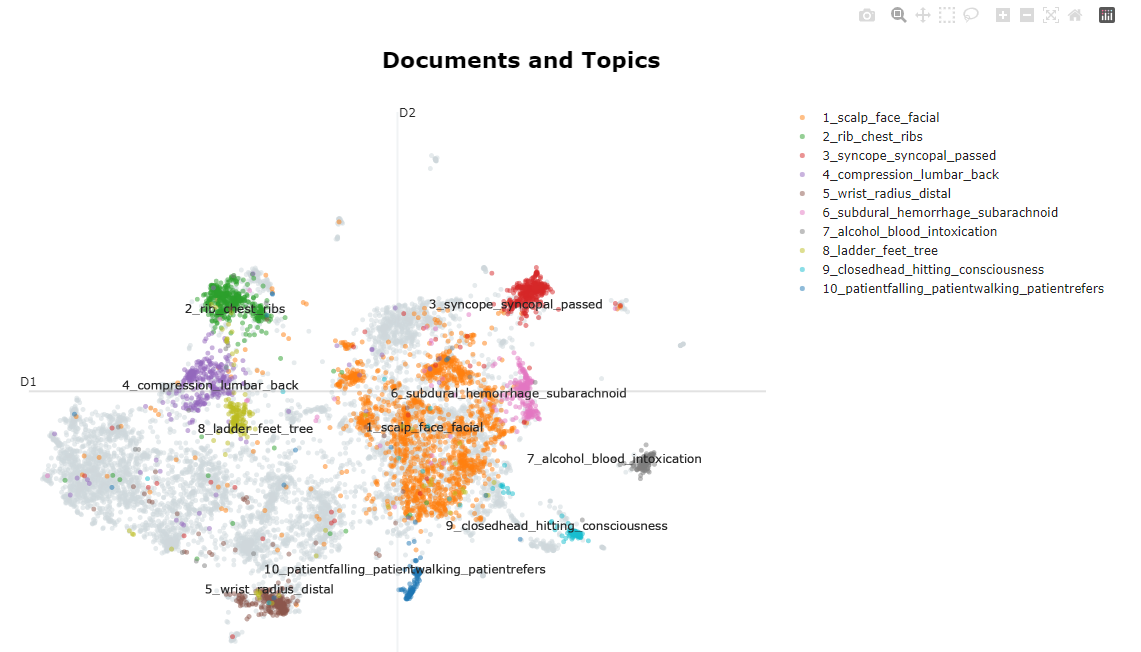 Documents and Topics
D2
1_scalp_face_facial
2_rib_chest_ribs
3_syncope_syncopal_passed
4_compression_lumbar_back
5_wrist_radius_distal
6_subdural_hemorrhage_subarachnoid
7_alcohol_blood_intoxication
8_ladder_feet_tree
9_closedhead_hitting_consciousness
10_patientfalling_patientwalking_patientrefers
3_syncope_syncopal_passed
2_rib_chest_ribs
D1
4_compression_lumbar_back
6_subdural_hemorrhage_subarachnoid
8_ladder_feet_tree
1_scalp_face_facial
7_alcohol_blood_intoxication
9_closedhead_hitting_consciousness
10_patientfalling_patientwalking_patientrefers
5_wrist_radius_distal